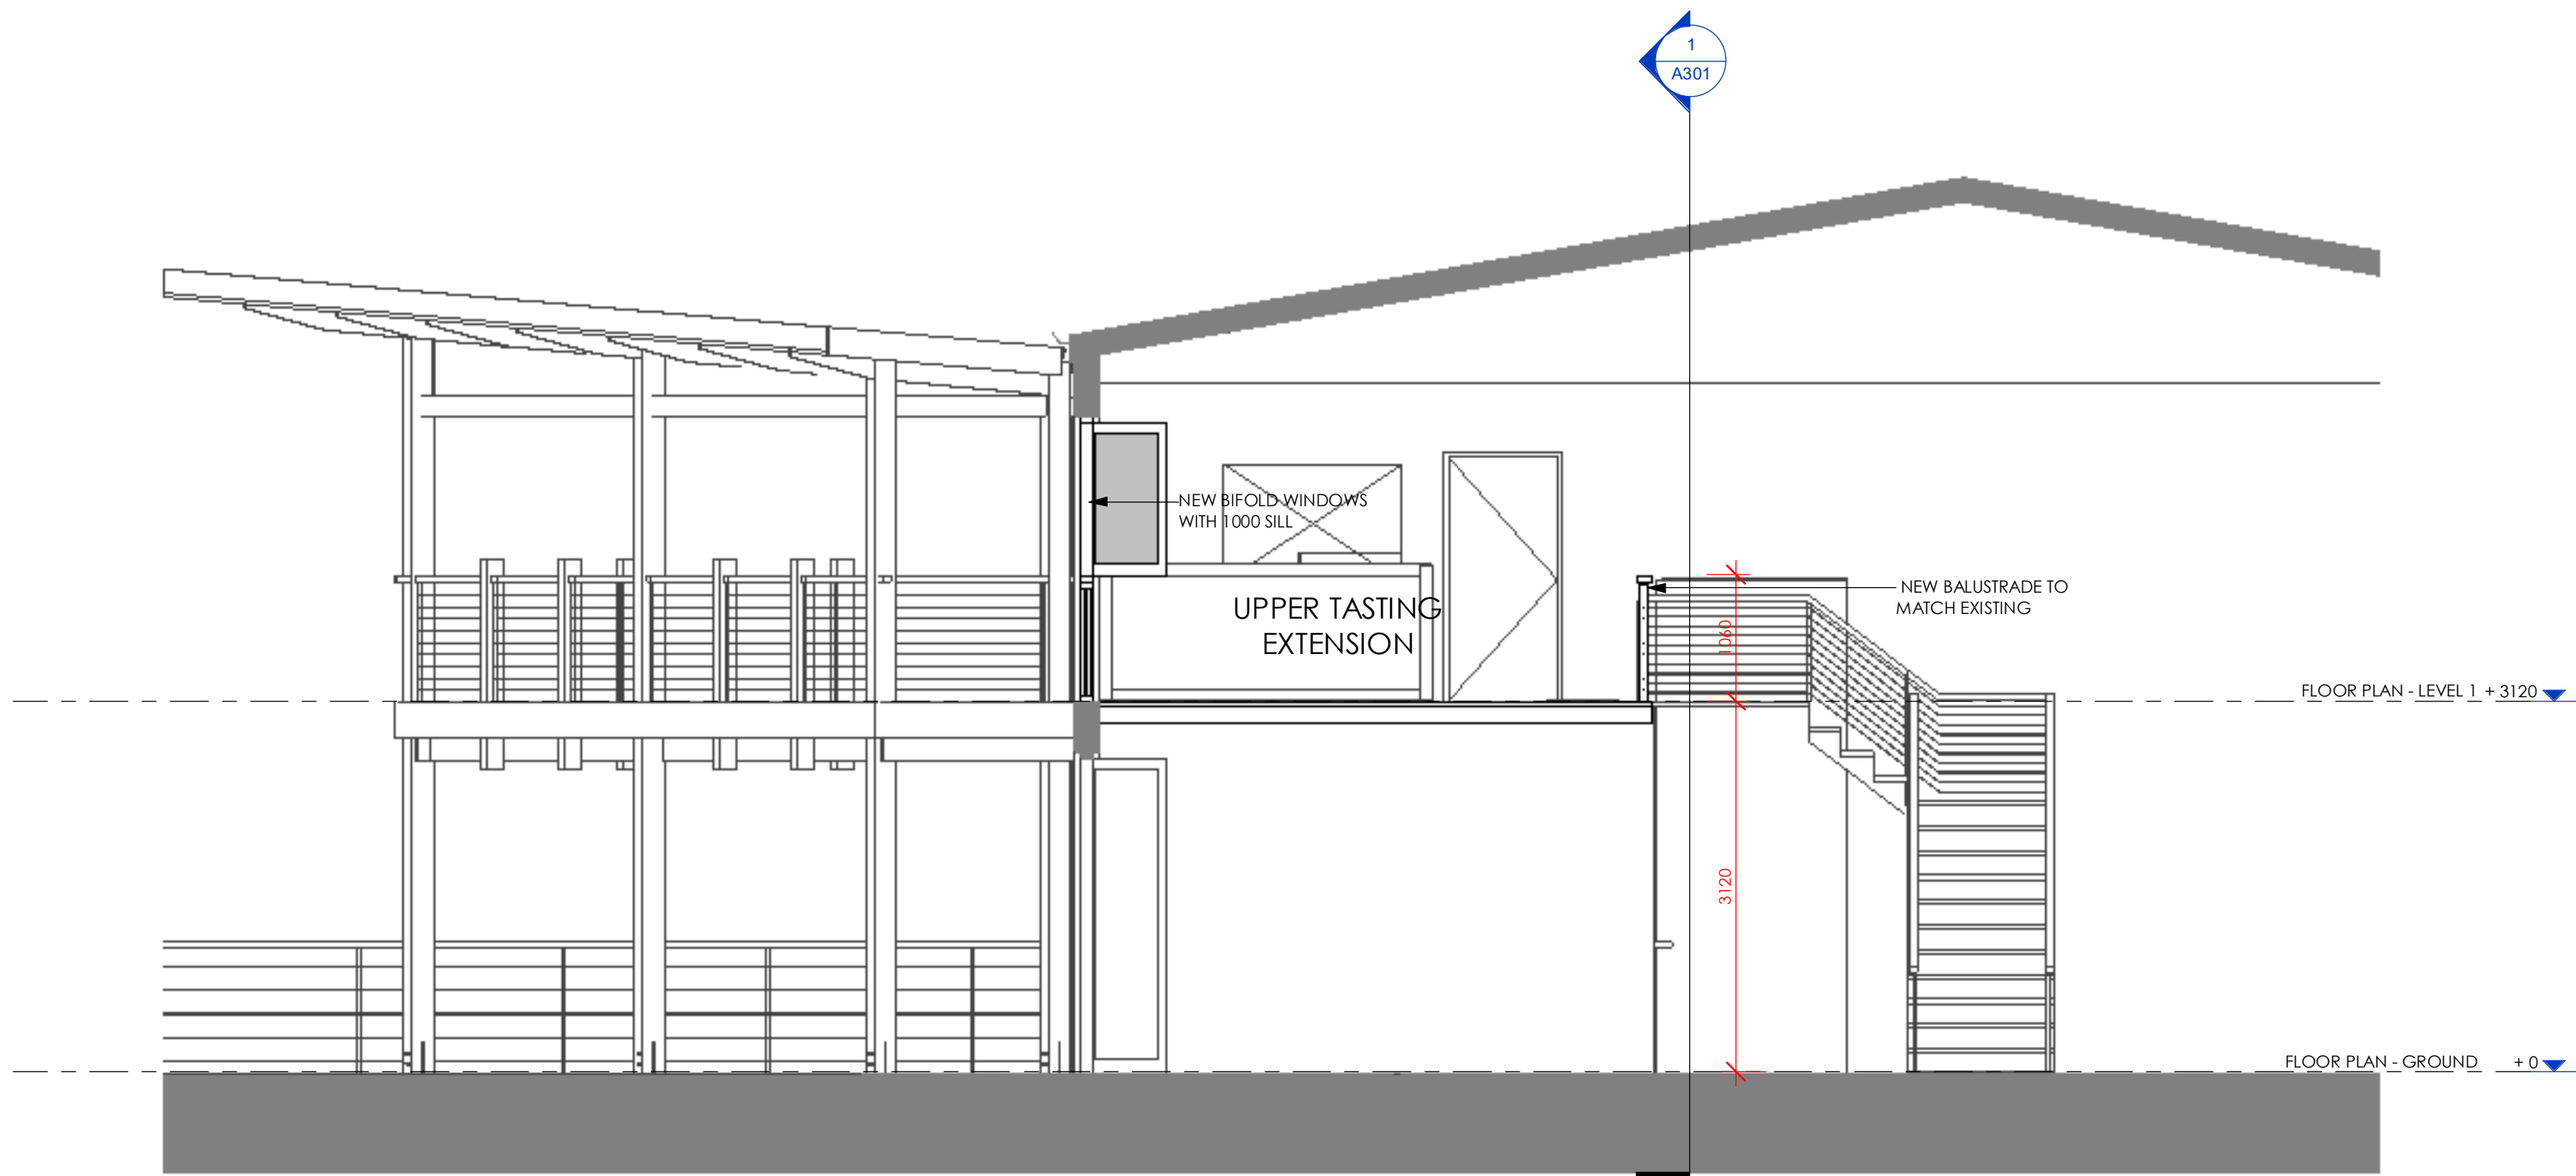 1
A301
NEW BIFOLD WINDOWS
WITH 1000 SILL
UPPER TASTING
EXTENSION
NEW BALUSTRADE TO
MATCH EXISTING
1060
FLOOR PLAN - LEVEL 1 + 3120
3120
FLOOR PLAN - GROUND + 0